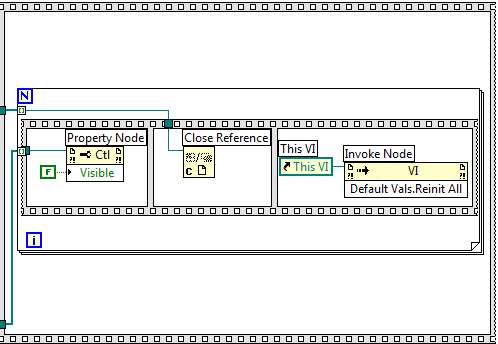 N
Property Node
Close Reference
Ctl
This VI
Invoke Node
F
Visible
C
This VI
VI
Default Vals.Reinit All
i